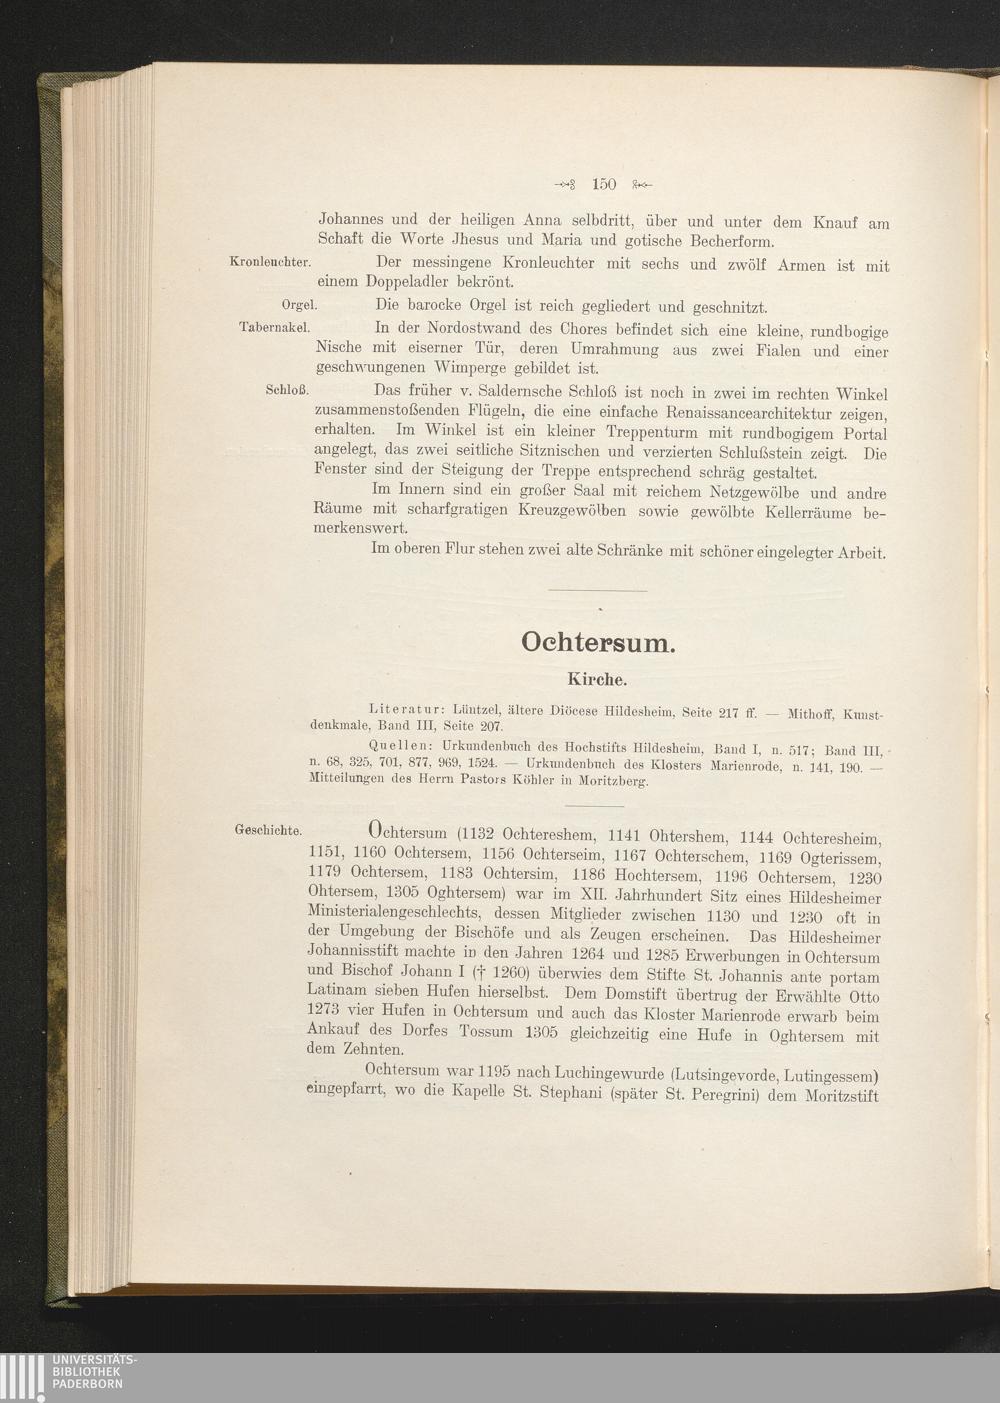 150
Johannes und der heiligen Anna selbdritt, über und unter dem Knauf am
Schaft die Worte Jhesus und Maria und gotische Becherform.
Kronleuchter. Der messingene Kronleuchter mit sechs und zwölf Armen ist mit
einem Doppeladler bekrönt.
Orgel. Die barocke Orgel ist reich gegliedert und geschnitzt.
Tabernakel. In der Nordostwand des Chores befindet sich eine kleine, rundbogige
Nische mit eiserner Tür, deren Umrahmung aus zwei Fialen und einer
geschwungenen Wimperge gebildet ist.
Schloß. Das früher v. Saldernsche Schloß ist noch in zwei im rechten Winkel
zusammenstoßenden Flügeln, die eine einfache Renaissancearchitektur zeigen,
erhalten. Im Winkel ist ein kleiner Treppenturm mit rundbogigem Portal
angelegt, das zwei seitliche Sitznischen und verzierten Schlußstein zeigt. Die
Fenster sind der Steigung der Treppe entsprechend schräg gestaltet.
Im Innern sind ein großer Saal mit reichem Netzgewölbe und andre
Räume mit scharfgratigen Kreuzgewölben sowie gewölbte Kellerräume be-
merkenswert.
Im oberen Flur stehen zwei alte Schränke mit schöner eingelegter Arbeit.
Ochtersum.
Kirche.
Literatur: Lüntzel, ältere Diöcese Hildesheim, Seite 217 ff. — Mithoff, Kunst-
denkmale, Band III, Seite 207.
Quellen: Urkundenbuch des Hochstifts Hildesheim, Band I, n. 517; Band III,
n. 68, 325, 701, 877, 969, 1524. — Urkundenbuch des Klosters Marienrode, n. 141, 190. —
Mitteilungen des Herrn Pastors Köhler in Moritzberg.
Geschichte. Ochtersum (1132 Ochtereshem, 1141 Ohtershem, 1144 Ochteresheim,
1151, 1160 Ochtersem, 1156 Ochterseim, 1167 Ochterschem, 1169 Ogterissem,
1179 Ochtersem, 1183 Ochtersim, 1186 Hochtersem, 1196 Ochtersem, 1230
Ohtersem, 1305 Oghtersem) war im XII. Jahrhundert Sitz eines Hildesheimer
Ministerialengeschlechts, dessen Mitglieder zwischen 1130 und 1230 oft in
der Umgebung der Bischöfe und als Zeugen erscheinen. Das Hildesheimer
Johannisstift machte in den Jahren 1264 und 1285 Erwerbungen in Ochtersum
und Bischof Johann I († 1260) überwies dem Stifte St. Johannis ante portam
Latinam sieben Hufen hierselbst. Dem Domstift übertrug der Erwählte Otto
1273 vier Hufen in Ochtersum und auch das Kloster Marienrode erwarb beim
Ankauf des Dorfes Tossum 1305 gleichzeitig eine Hufe in Oghtersem mit
dem Zehnten.
Ochtersum war 1195 nach Luchingewurde (Lutsingevorde, Lutingessem)
eingepfarrt, wo die Kapelle St. Stephani (später St. Peregrini) dem Moritzstift
UNIVERSITÄTS-
BIBLIOTHEK
PADERBORN